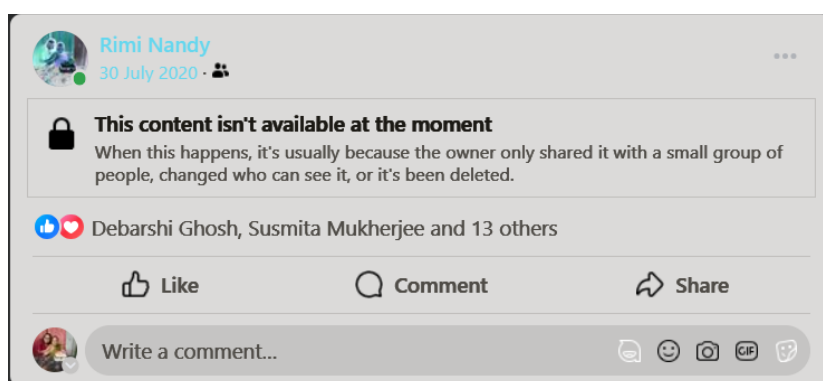 Rimi Nandy
30 July 2020 ·
This content isn't available at the moment
When this happens, it's usually because the owner only shared it with a small group of
people, changed who can see it, or it's been deleted.
Debarshi Ghosh, Susmita Mukherjee and 13 others
Like Comment Share
Write a comment... GIF